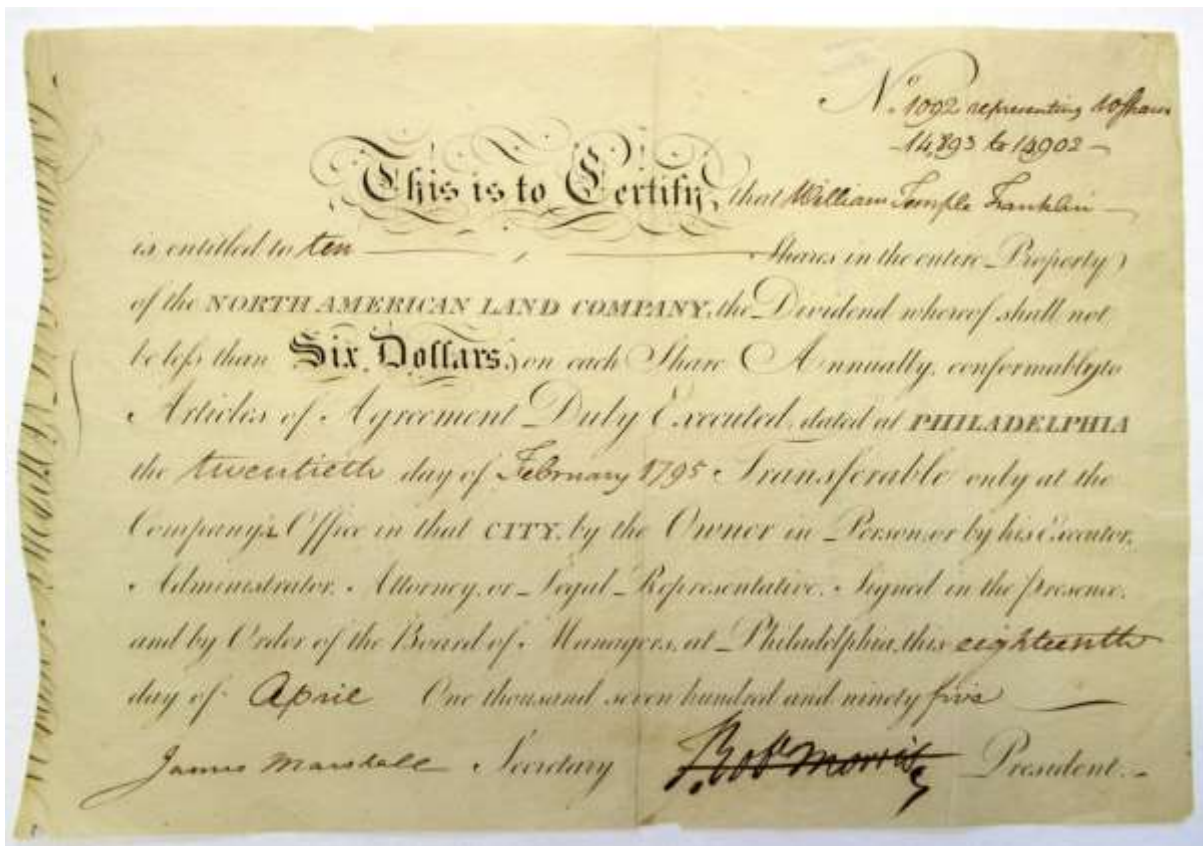 No. 1092 representing 10 Shares
14,893 to 14902
This is to Certify, that William Temple Franklin
is entitled to ten Shares in the entire Property
of the NORTH AMERICAN LAND COMPANY, the Dividend whereof shall not
be less than Six Dollars, on each Share Annually, conformably to
Articles of Agreement Duly Executed, dated at PHILADELPHIA
the twentieth day of February 1795 Transferable only at the
Company's Office in that CITY, by the Owner in Person, or by his Executor,
Administrator, Attorney, or Legal Representative. Signed in the presence,
and by Order of the Board of Managers, at Philadelphia, this eighteenth
day of April One thousand seven hundred and ninety five
James Marshall Secretary Robt Morris President.